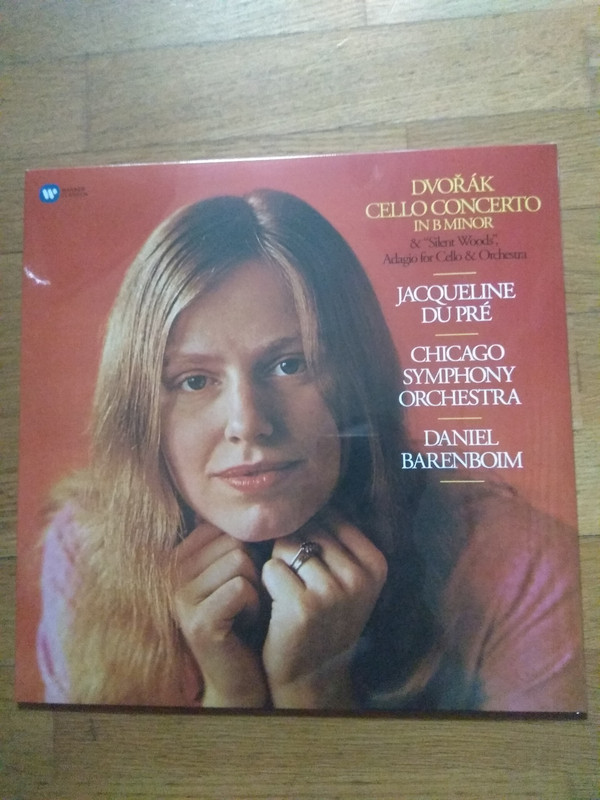 DVOŘÁK
CELLO CONCERTO
IN B MINOR
& "Silent Woods",
Adagio for Cello & Orchestra
JACQUELINE
DU PRÉ
CHICAGO
SYMPHONY
ORCHESTRA
DANIEL
BARENBOIM